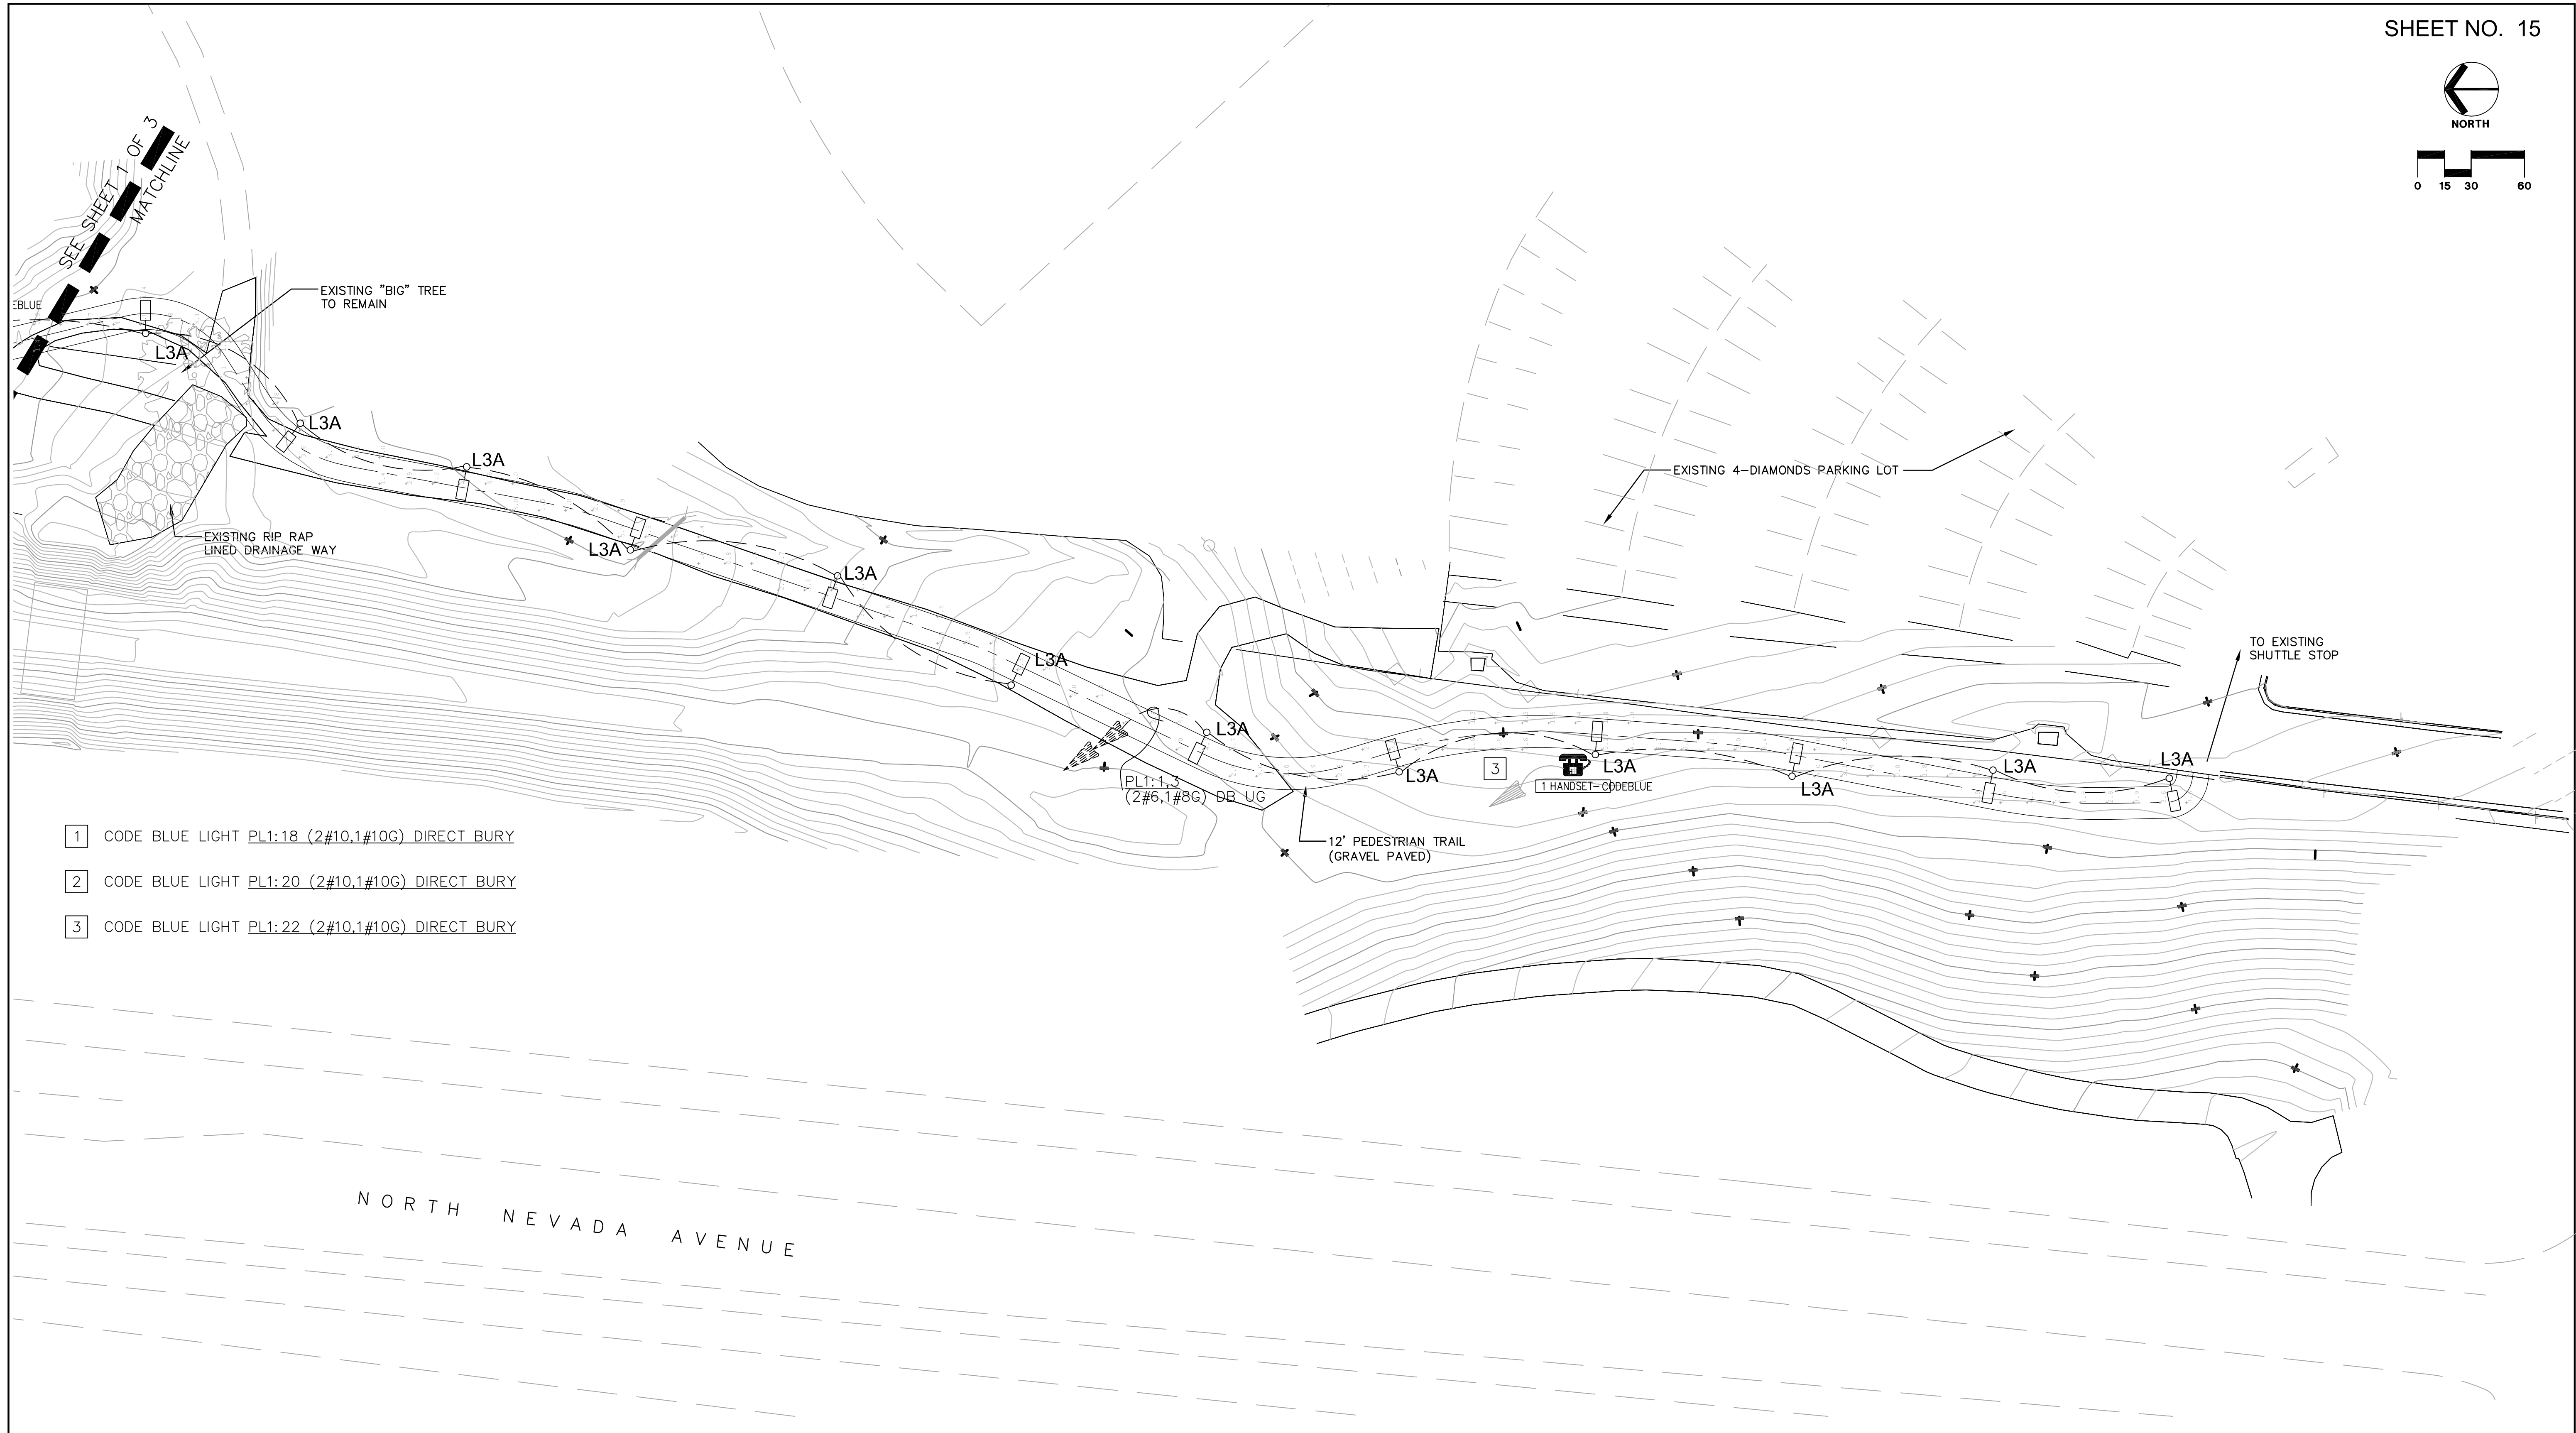 SHEET NO. 15
NORTH
0 15 30 60
SEE SHEET 1 OF 3
MATCHLINE
EBLUE
EXISTING "BIG" TREE
TO REMAIN
L3A
L3A
L3A
L3A
L3A
L3A
L3A
L3A
L3A
L3A
L3A
L3A
EXISTING RIP RAP
LINED DRAINAGE WAY
EXISTING 4-DIAMONDS PARKING LOT
TO EXISTING
SHUTTLE STOP
PL1:1,3
(2#6,1#8G) DB UG
3
1 HANDSET-CODEBLUE
12' PEDESTRIAN TRAIL
(GRAVEL PAVED)
1 CODE BLUE LIGHT PL1:18 (2#10,1#10G) DIRECT BURY
2 CODE BLUE LIGHT PL1:20 (2#10,1#10G) DIRECT BURY
3 CODE BLUE LIGHT PL1:22 (2#10,1#10G) DIRECT BURY
NORTH NEVADA AVENUE